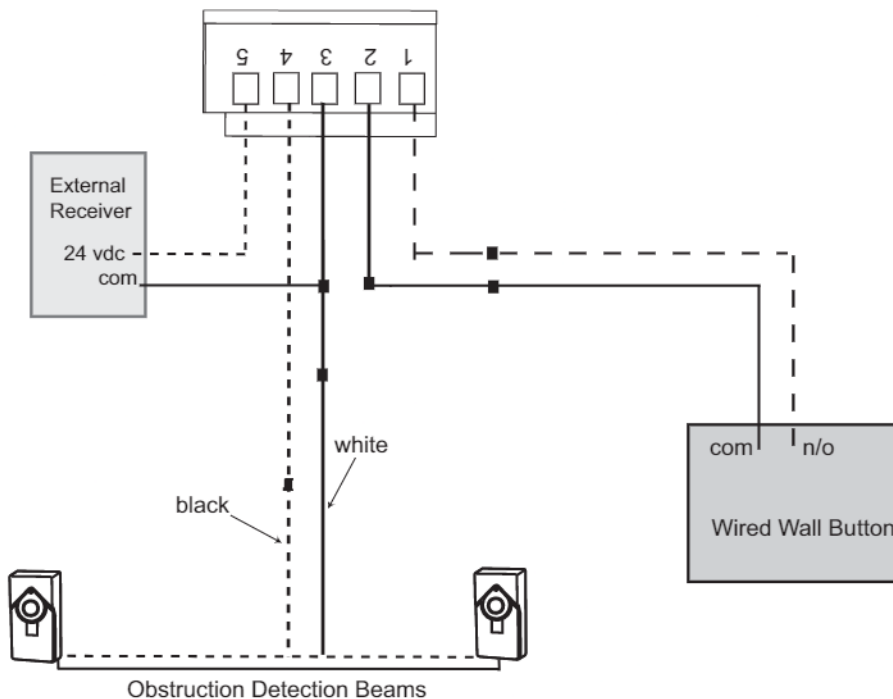 5 4 3 2 1
External
Receiver
24 vdc
com
white
black
com n/o
Wired Wall Button
Obstruction Detection Beams